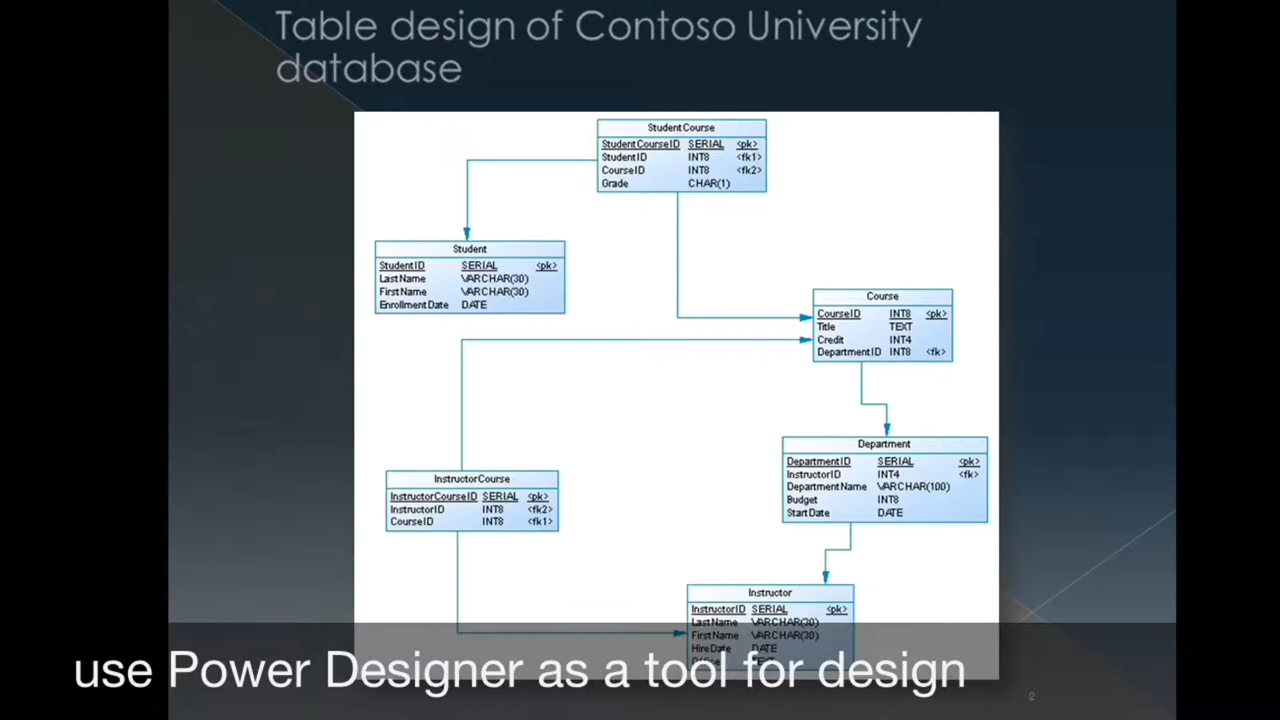 Table design of Contoso University
database
StudentCourse
StudentCourseID SERIAL <pk>
StudentID INT8 <fk1>
CourseID INT8 <fk2>
Grade CHAR(1)
Student
StudentID SERIAL <pk>
LastName VARCHAR(30)
FirstName VARCHAR(30)
EnrollmentDate DATE
Course
CourseID INT8 <pk>
Title TEXT
Credit INT4
DepartmentID INT8 <fk>
Department
DepartmentID SERIAL <pk>
InstructorID INT4 <fk>
DepartmentName VARCHAR(100)
Budget INT8
StartDate DATE
InstructorCourse
InstructorCourseID SERIAL <pk>
InstructorID INT8 <fk2>
CourseID INT8 <fk1>
Instructor
InstructorID SERIAL <pk>
LastName VARCHAR(30)
FirstName VARCHAR(30)
HireDate DATE
use Power Designer as a tool for design
2